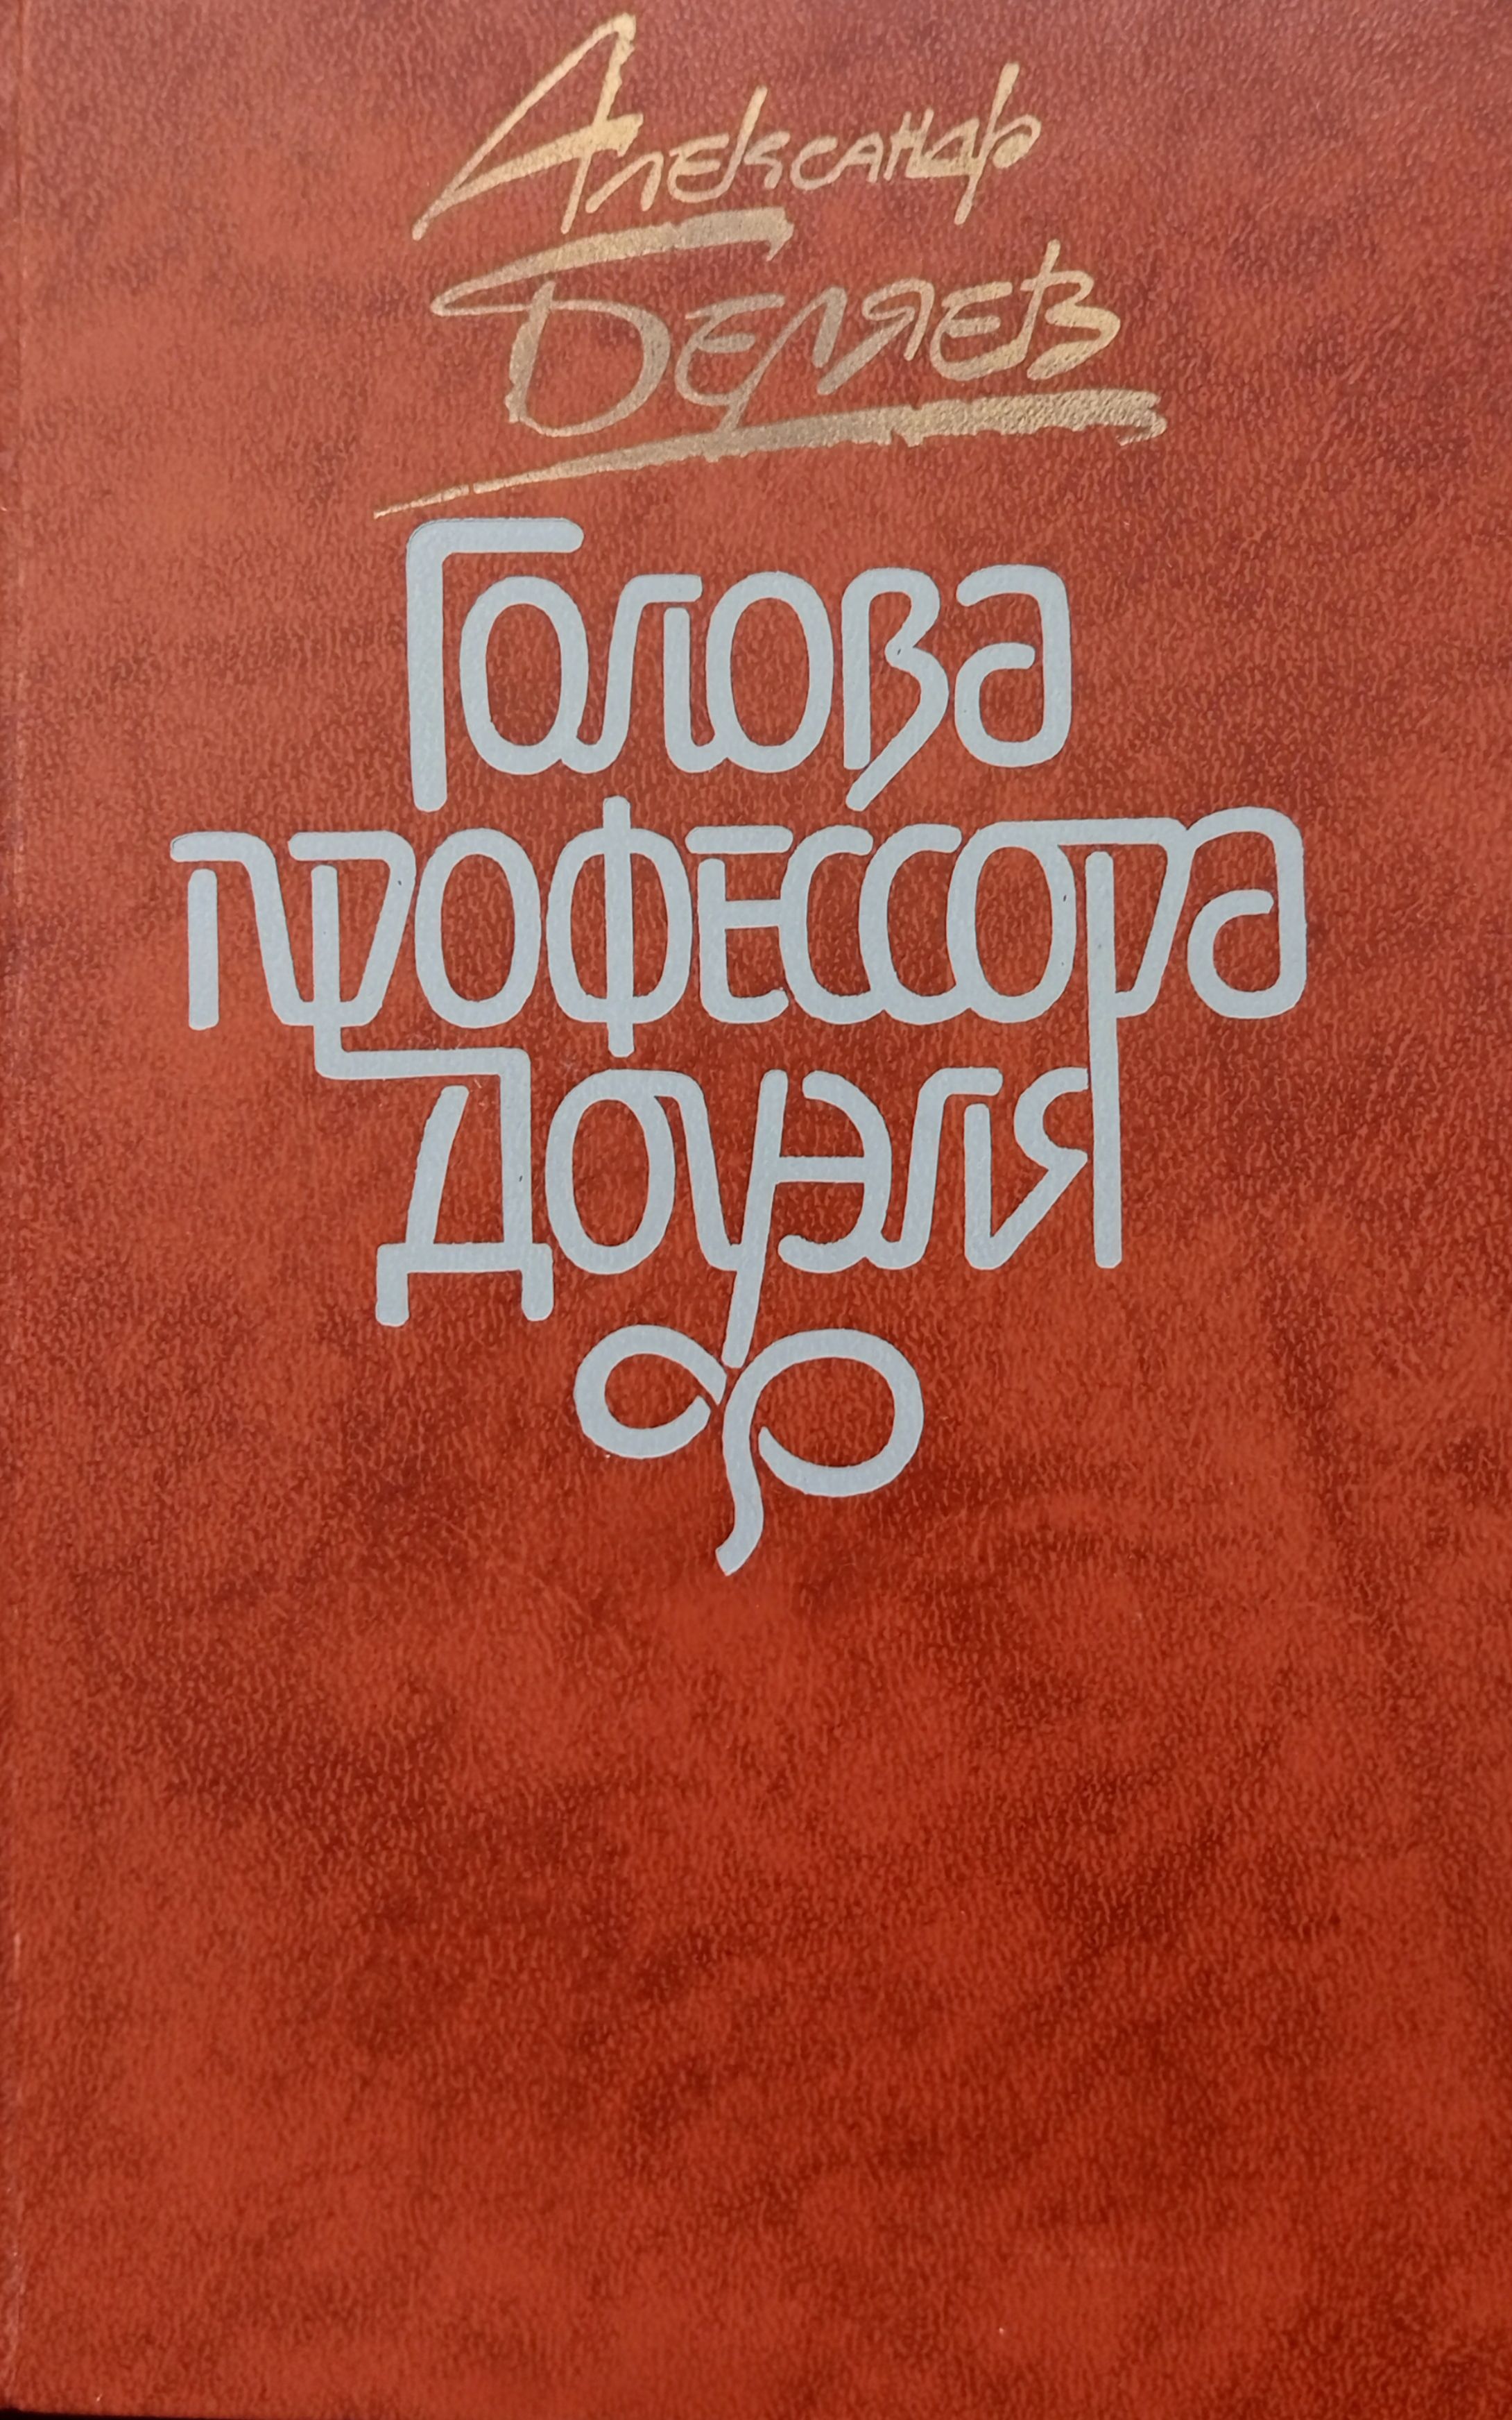 Александр
Беляев
Голова
профессора
Доуэля